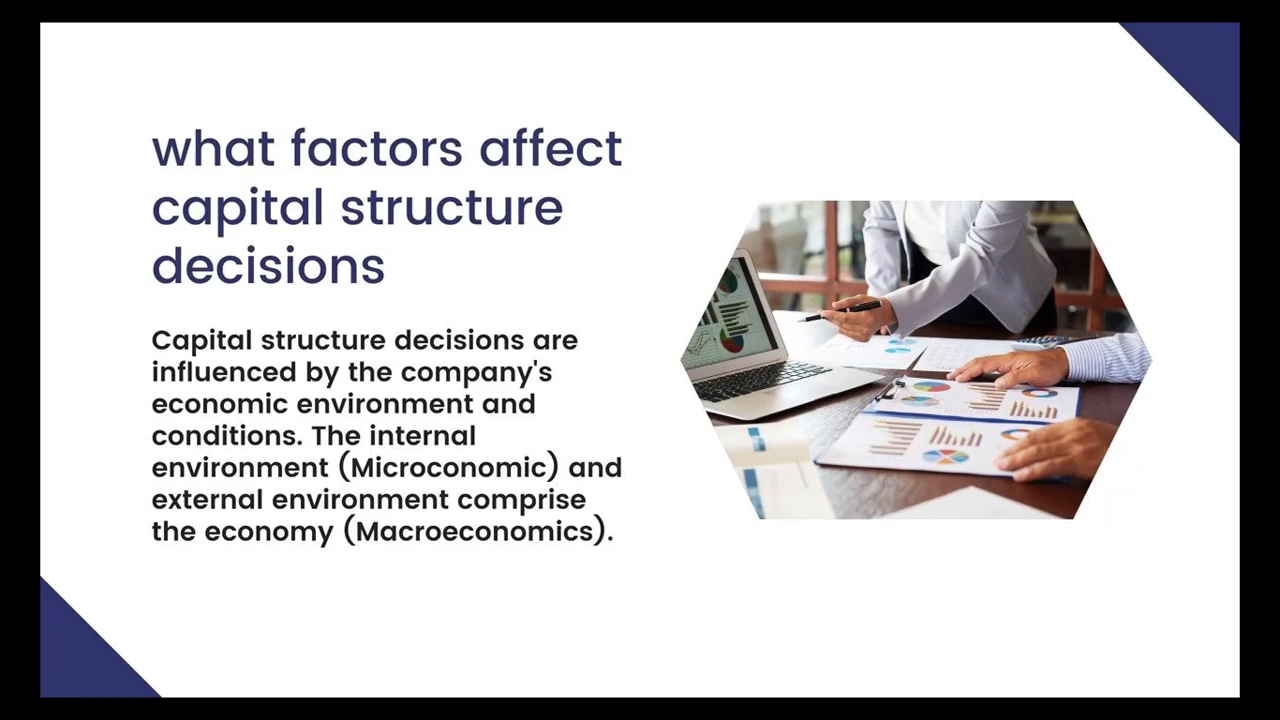 what factors affect
capital structure
decisions
Capital structure decisions are
influenced by the company's
economic environment and
conditions. The internal
environment (Microconomic) and
external environment comprise
the economy (Macroeconomics).